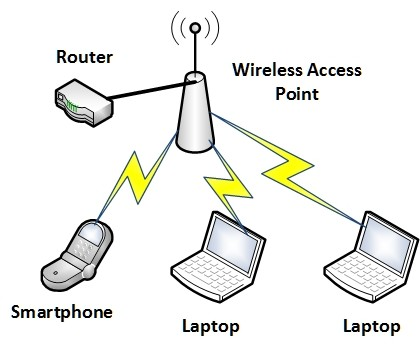 Router
Wireless Access
Point
Smartphone
Laptop
Laptop